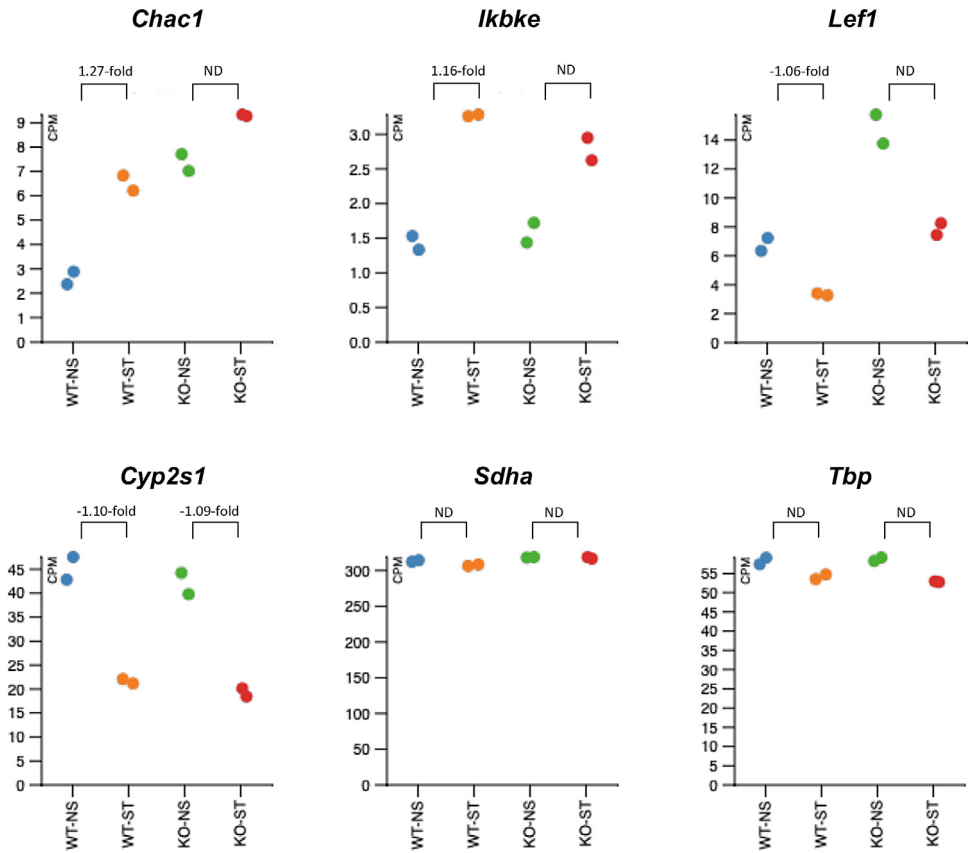 Chac1
1.27-fold
ND
CPM
9
8
7
6
5
4
3
2
1
0
WT-NS
WT-ST
KO-NS
KO-ST
Ikbke
1.16-fold
ND
CPM
3.0
2.5
2.0
1.5
1.0
0.5
0.0
WT-NS
WT-ST
KO-NS
KO-ST
Lef1
-1.06-fold
ND
CPM
14
12
10
8
6
4
2
0
WT-NS
WT-ST
KO-NS
KO-ST
Cyp2s1
-1.10-fold
-1.09-fold
CPM
45
40
35
30
25
20
15
10
5
0
WT-NS
WT-ST
KO-NS
KO-ST
Sdha
ND
ND
CPM
300
250
200
150
100
50
0
WT-NS
WT-ST
KO-NS
KO-ST
Tbp
ND
ND
CPM
55
50
45
40
35
30
25
20
15
10
5
0
WT-NS
WT-ST
KO-NS
KO-ST